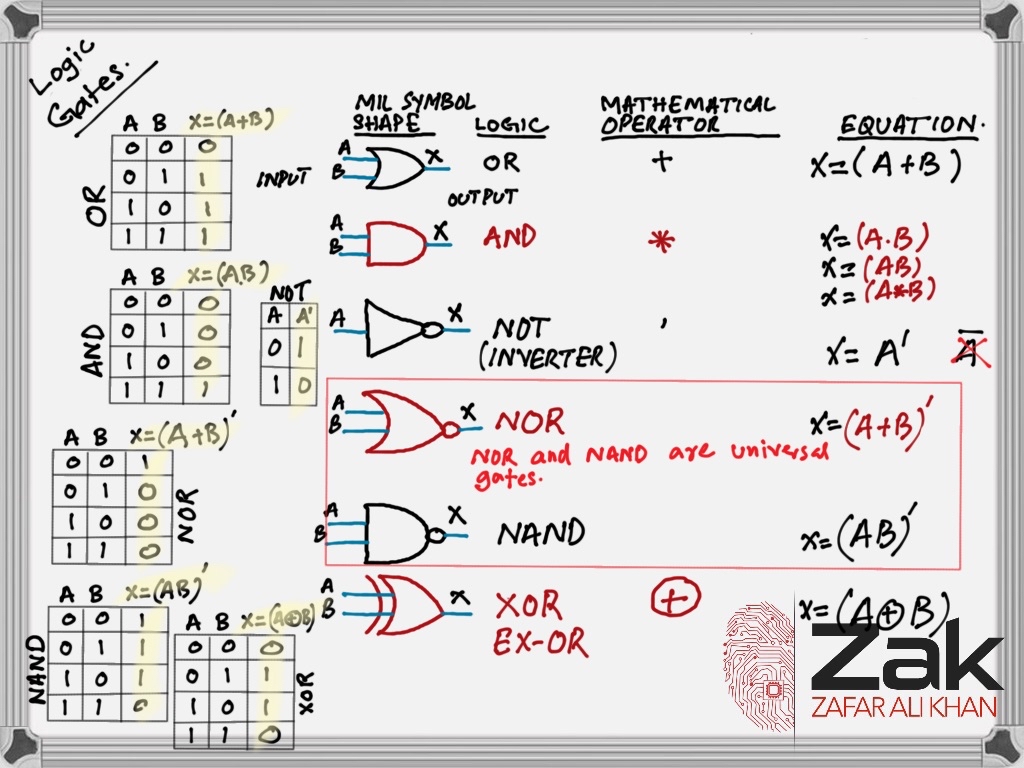 Logic
Gates.
MIL SYMBOL
SHAPE
LOGIC
MATHEMATICAL
OPERATOR
EQUATION.
A B X=(A+B)
0 0 0
0 1 1
1 0 1
1 1 1
OR
INPUT
A
B
X
OR
+
X=(A+B)
OUTPUT
A
B
X
AND
*
X=(A.B)
X=(AB)
X=(A*B)
A B X=(A.B)
0 0 0
0 1 0
1 0 0
1 1 1
AND
NOT
A A'
0 1
1 0
A
X
NOT
(INVERTER)
'
X=A'
A̅
A
B
X
NOR
X=(A+B)'
NOR and NAND are universal
gates.
A B X=(A+B)'
0 0 1
0 1 0
1 0 0
1 1 0
NOR
A
B
X
NAND
X=(AB)'
A B X=(AB)'
0 0 1
0 1 1
1 0 1
1 1 0
NAND
A B X=(A⊕B)
0 0 0
0 1 1
1 0 1
1 1 0
XOR
A
B
X
XOR
EX-OR
⊕
X=(A⊕B)
Zak
ZAFAR ALI KHAN